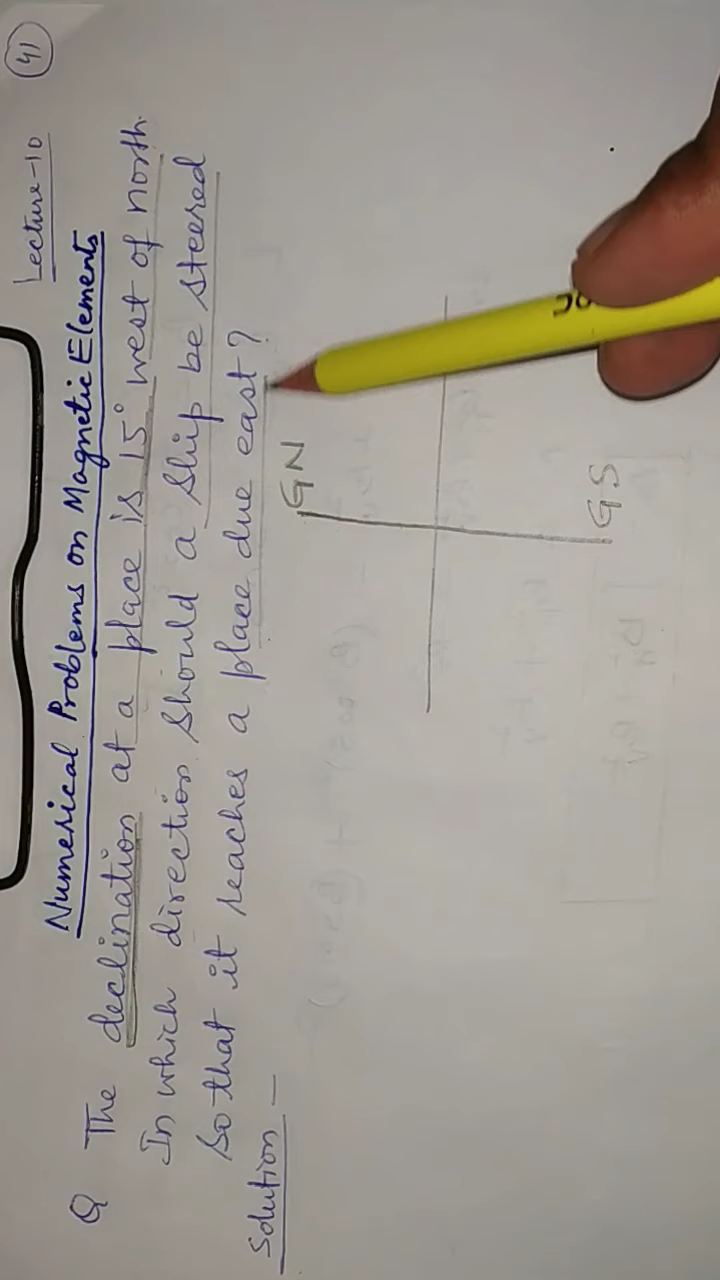 Lecture-10 (41)
Numerical Problems on Magnetic Elements
Q The declination at a place is 15° west of north.
In which direction should a ship be steered
so that it reaches a place due east?
Solution -
GN
GS